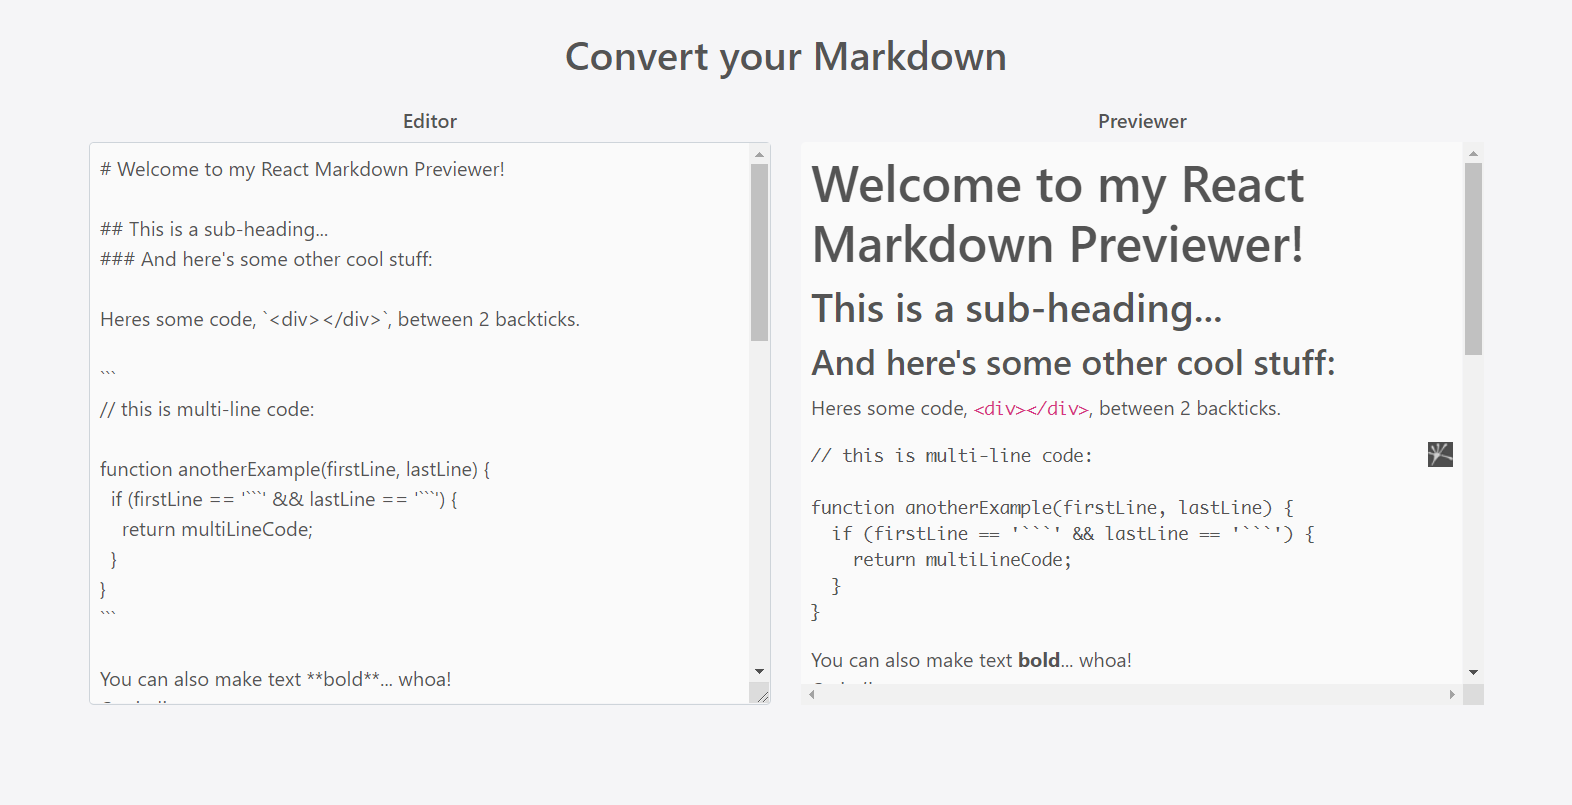 Convert your Markdown
Editor
# Welcome to my React Markdown Previewer!
## This is a sub-heading...
### And here's some other cool stuff:
Heres some code, `<div></div>`, between 2 backticks.
```
// this is multi-line code:
function anotherExample(firstLine, lastLine) {
  if (firstLine == '```' && lastLine == '```') {
    return multiLineCode;
  }
}
```
You can also make text **bold**... whoa!
Previewer
Welcome to my React
Markdown Previewer!
This is a sub-heading...
And here's some other cool stuff:
Heres some code, <div></div>, between 2 backticks.
// this is multi-line code:
function anotherExample(firstLine, lastLine) {
  if (firstLine == '```' && lastLine == '```') {
    return multiLineCode;
  }
}
You can also make text bold... whoa!